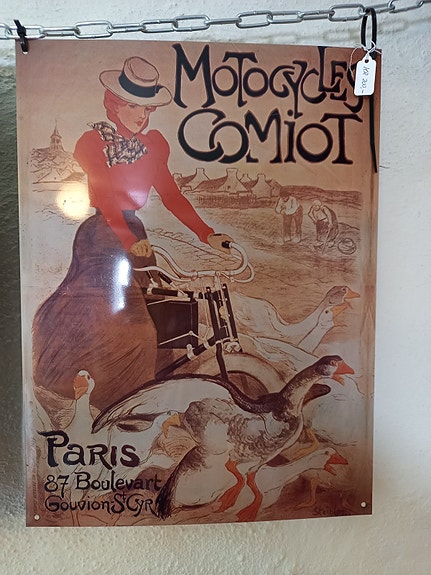 MOTOCYCLES
COMIOT
PARIS
87 Boulevart
Gouvion St Cyr